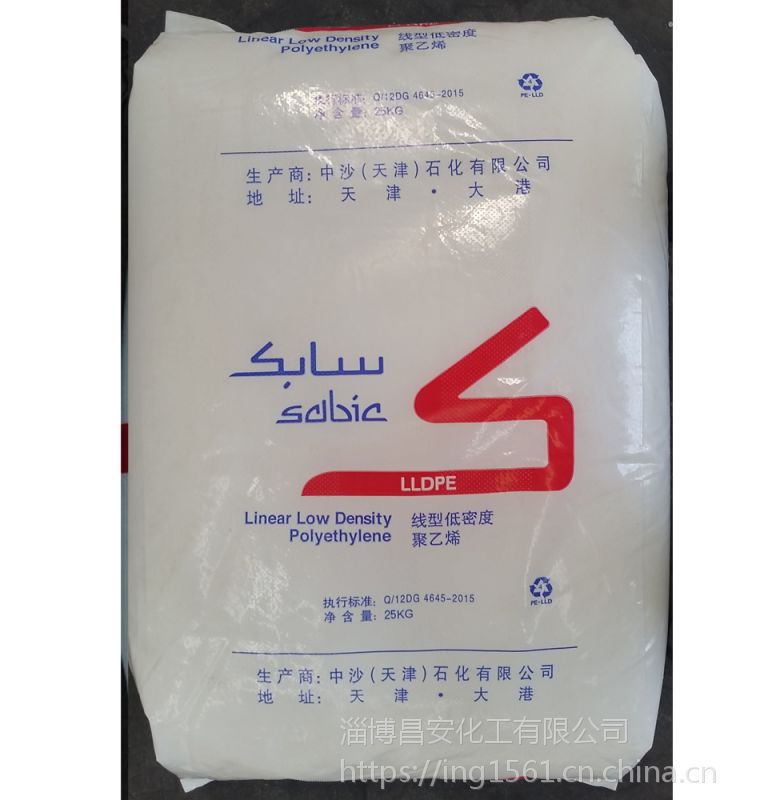 Linear Low Density 线型低密度
Polyethylene 聚乙烯
执行标准: Q/12DG 4645-2015
净 含 量: 25KG
4
PE-LLD
生产商:中沙(天津)石化有限公司
地 址: 天 津 · 大 港
سابك
sabic
LLDPE
Linear Low Density 线型低密度
Polyethylene 聚乙烯
执行标准: Q/12DG 4645-2015
净 含 量: 25KG
4
PE-LLD
生产商:中沙(天津)石化有限公司
地 址: 天 津 · 大 港
淄博昌安化工有限公司
https://ing1561.cn.china.cn